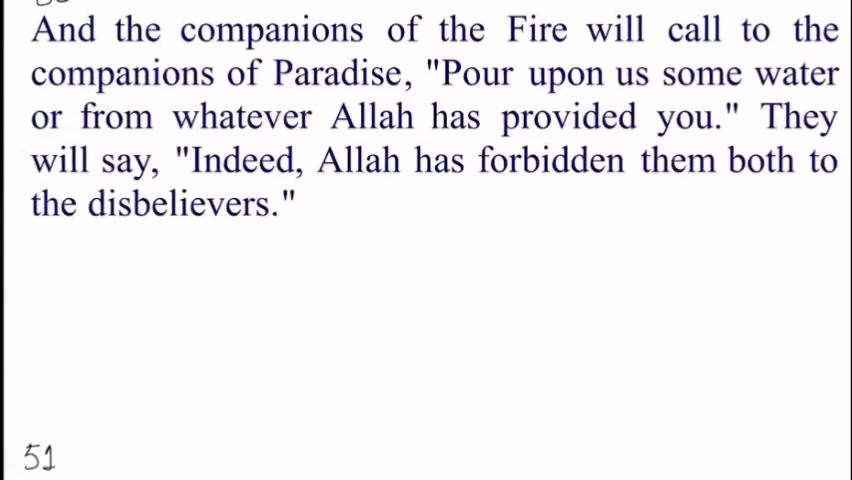 And the companions of the Fire will call to the
companions of Paradise, "Pour upon us some water
or from whatever Allah has provided you." They
will say, "Indeed, Allah has forbidden them both to
the disbelievers."
51